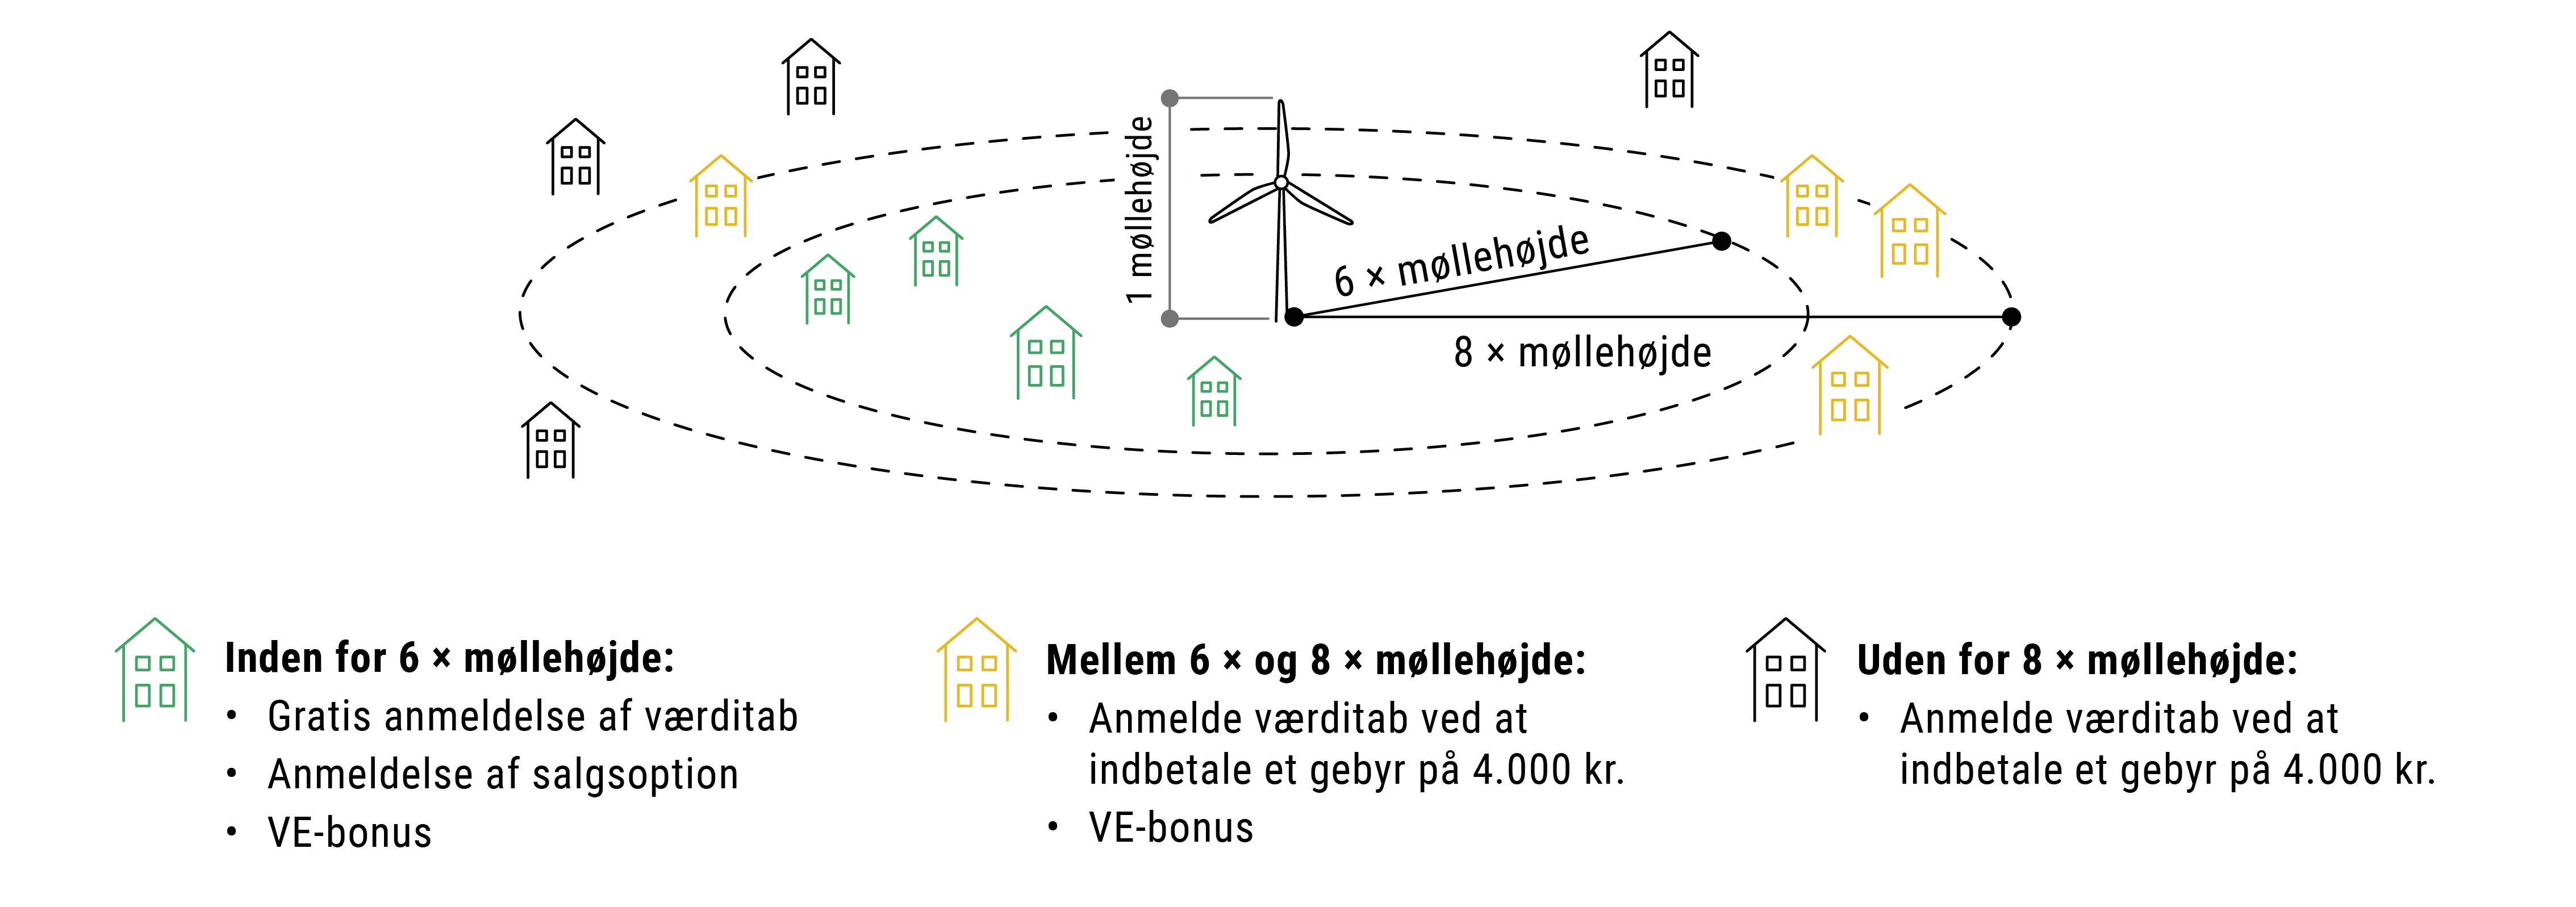 1 møllehøjde
6 × møllehøjde
8 × møllehøjde
Inden for 6 × møllehøjde:
• Gratis anmeldelse af værditab
• Anmeldelse af salgsoption
• VE-bonus
Mellem 6 × og 8 × møllehøjde:
• Anmelde værditab ved at
indbetale et gebyr på 4.000 kr.
• VE-bonus
Uden for 8 × møllehøjde:
• Anmelde værditab ved at
indbetale et gebyr på 4.000 kr.